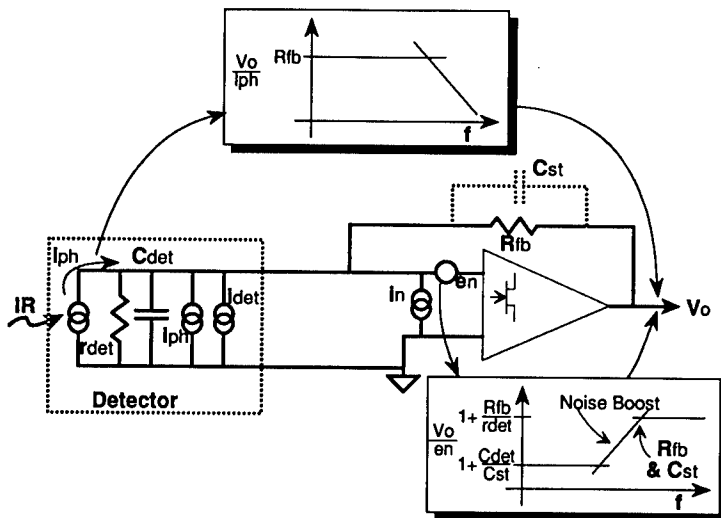 Vo
Iph
Rfb
f
Cst
Rfb
Iph
Cdet
IR
rdet
iph
idet
Detector
in
en
Vo
Vo
en
1+ Rfb
rdet
1+ Cdet
Cst
Noise Boost
Rfb
& Cst
f